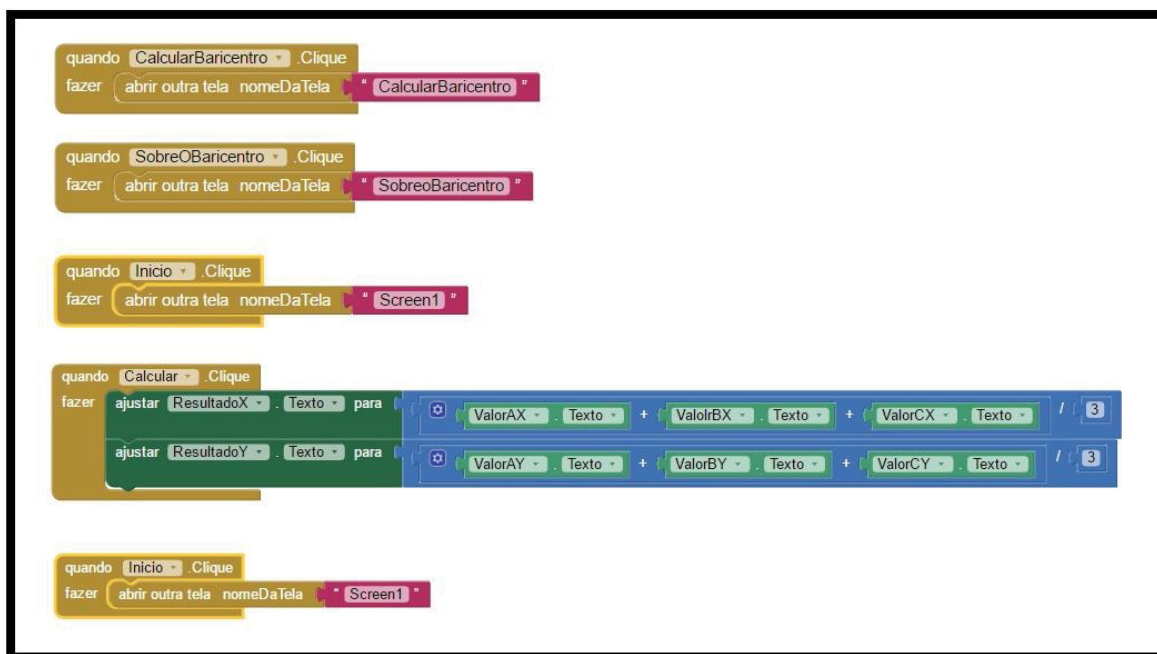 quando CalcularBaricentro .Clique
fazer abrir outra tela nomeDaTela " CalcularBaricentro "
quando SobreOBaricentro .Clique
fazer abrir outra tela nomeDaTela " SobreoBaricentro "
quando Inicio .Clique
fazer abrir outra tela nomeDaTela " Screen1 "
quando Calcular .Clique
fazer ajustar ResultadoX . Texto para ValorAX . Texto + ValolrBX . Texto + ValorCX . Texto / 3
ajustar ResultadoY . Texto para ValorAY . Texto + ValorBY . Texto + ValorCY . Texto / 3
quando Inicio .Clique
fazer abrir outra tela nomeDaTela " Screen1 "